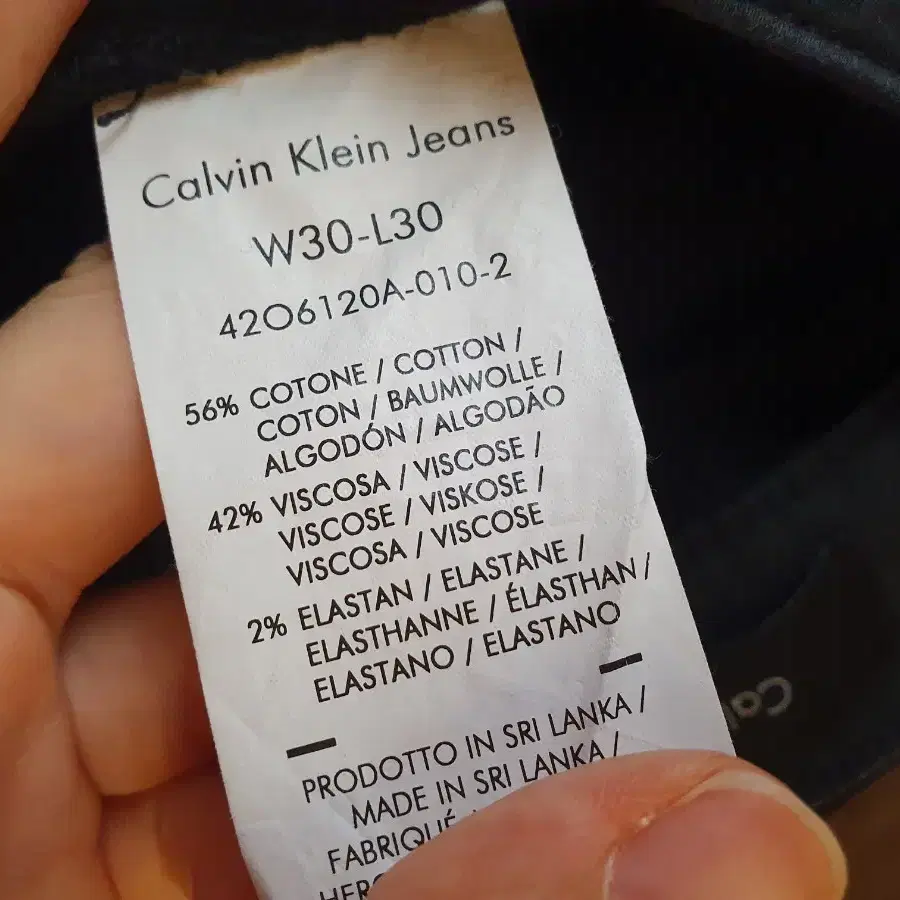 Calvin Klein Jeans
W30-L30
42O6120A-010-2
56% COTONE / COTTON /
COTON / BAUMWOLLE /
ALGODÓN / ALGODÃO
42% VISCOSA / VISCOSE /
VISCOSE / VISKOSE /
VISCOSA / VISCOSE
2% ELASTAN / ELASTANE /
ELASTHANNE / ÉLASTHAN /
ELASTANO / ELASTANO
PRODOTTO IN SRI LANKA /
MADE IN SRI LANKA /
FABRIQUÉ